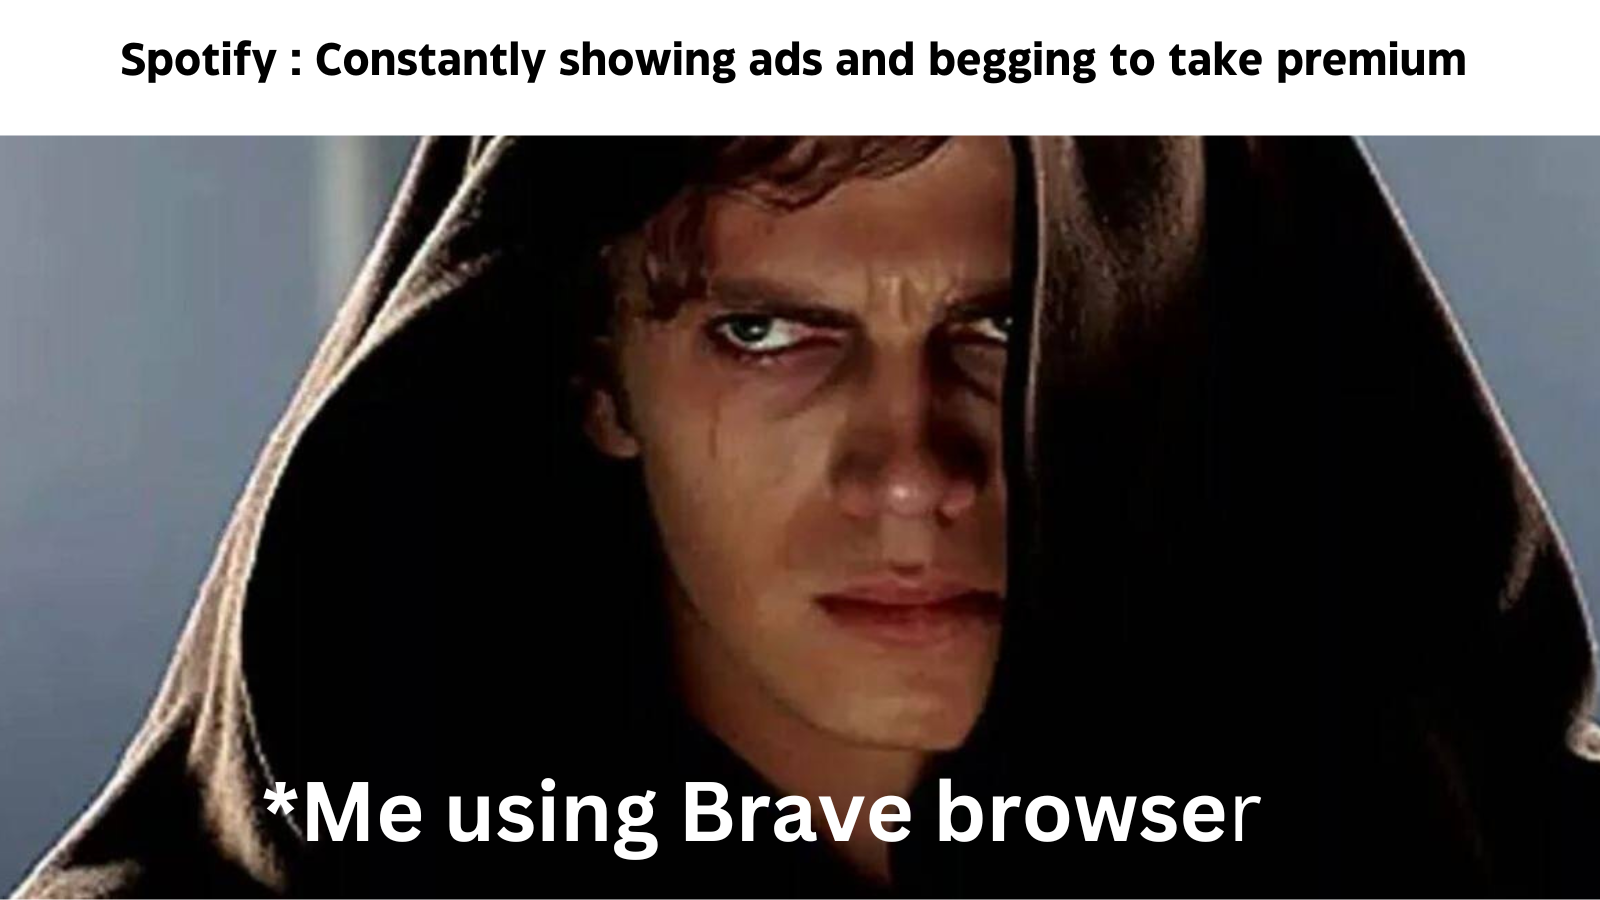 Spotify : Constantly showing ads and begging to take premium
*Me using Brave browser